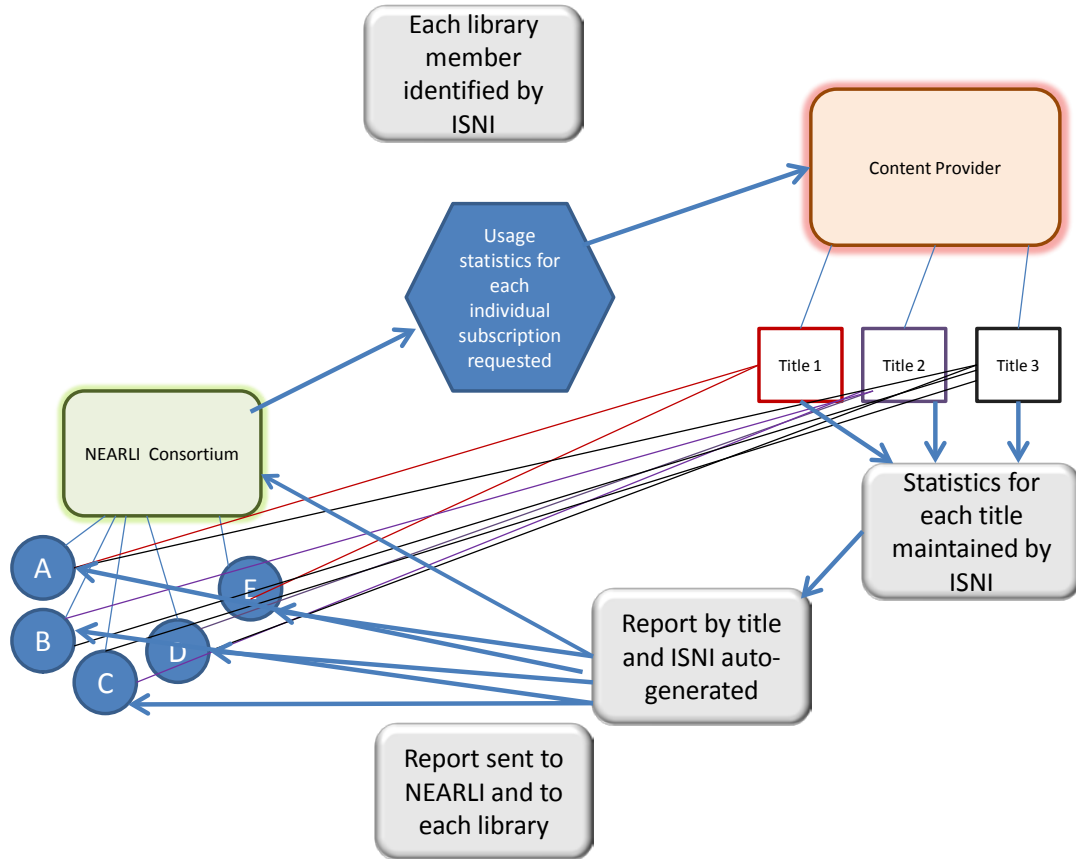 Each library
member
identified by
ISNI
Content Provider
Usage
statistics for
each
individual
subscription
requested
Title 1
Title 2
Title 3
NEARLI  Consortium
Statistics for
each title
maintained by
ISNI
A
E
B
D
C
Report by title
and ISNI auto-
generated
Report sent to
NEARLI and to
each library